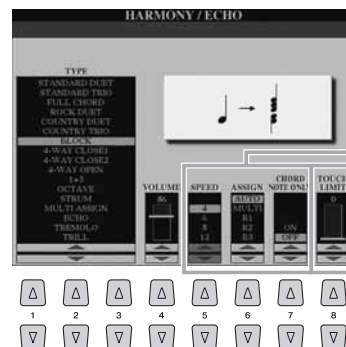 HARMONY / ECHO
TYPE
STANDARD DUET
STANDARD TRIO
FULL CHORD
ROCK DUET
COUNTRY DUET
COUNTRY TRIO
BLOCK
4-WAY CLOSE1
4-WAY CLOSE2
4-WAY OPEN
1+5
OCTAVE
STRUM
MULTI ASSIGN
ECHO
TREMOLO
TRILL
VOLUME
86
SPEED
4
6
8
12
ASSIGN
AUTO
MULTI
R1
R2
R3
CHORD
NOTE ONLY
ON
OFF
TOUCH
LIMIT
0
1 2 3 4 5 6 7 8